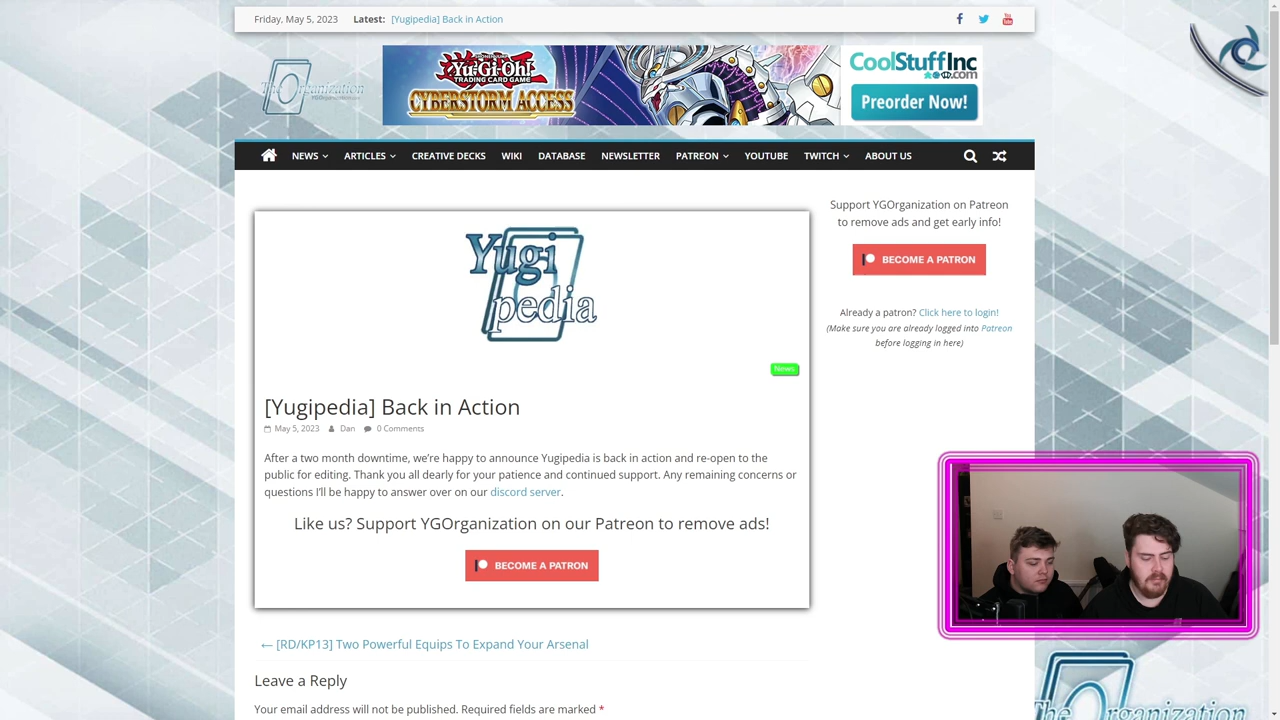 Friday, May 5, 2023 Latest: [Yugipedia] Back in Action
The Organization
YGOrganization.com
Yu-Gi-Oh!
TRADING CARD GAME
CYBERSTORM ACCESS
CoolStuffInc
.com
Preorder Now!
NEWS ARTICLES CREATIVE DECKS WIKI DATABASE NEWSLETTER PATREON YOUTUBE TWITCH ABOUT US
Support YGOrganization on Patreon
to remove ads and get early info!
BECOME A PATRON
Already a patron? Click here to login!
(Make sure you are already logged into Patreon
before logging in here)
Yugi
pedia
News
[Yugipedia] Back in Action
May 5, 2023 Dan 0 Comments
After a two month downtime, we’re happy to announce Yugipedia is back in action and re-open to the
public for editing. Thank you all dearly for your patience and continued support. Any remaining concerns or
questions I’ll be happy to answer over on our discord server.
Like us? Support YGOrganization on our Patreon to remove ads!
BECOME A PATRON
← [RD/KP13] Two Powerful Equips To Expand Your Arsenal
Leave a Reply
Your email address will not be published. Required fields are marked *
The Organization